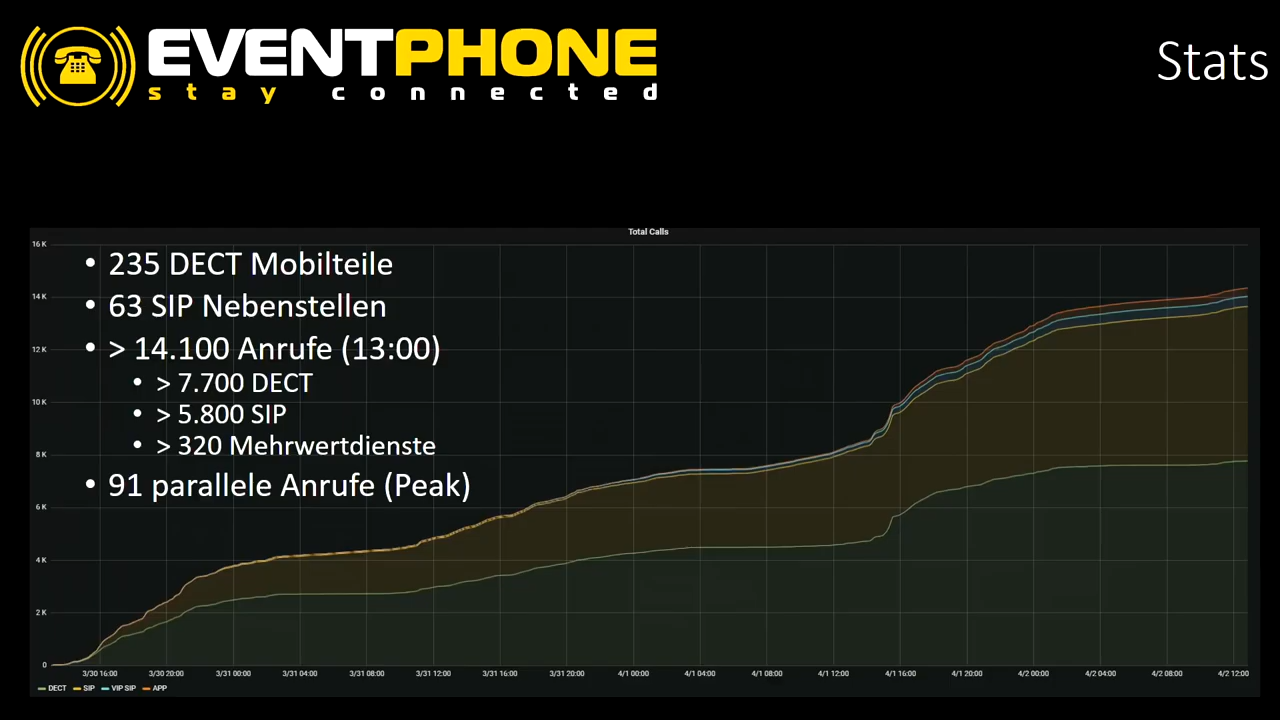 EVENTPHONE
stay connected
Stats
Total Calls
• 235 DECT Mobilteile
• 63 SIP Nebenstellen
• > 14.100 Anrufe (13:00)
• > 7.700 DECT
• > 5.800 SIP
• > 320 Mehrwertdienste
• 91 parallele Anrufe (Peak)
16 K
14 K
12 K
10 K
8 K
6 K
4 K
2 K
0
3/30 16:00 3/30 20:00 3/31 00:00 3/31 04:00 3/31 08:00 3/31 12:00 3/31 16:00 3/31 20:00 4/1 00:00 4/1 04:00 4/1 08:00 4/1 12:00 4/1 16:00 4/1 20:00 4/2 00:00 4/2 04:00 4/2 08:00 4/2 12:00
DECT SIP VIP SIP APP